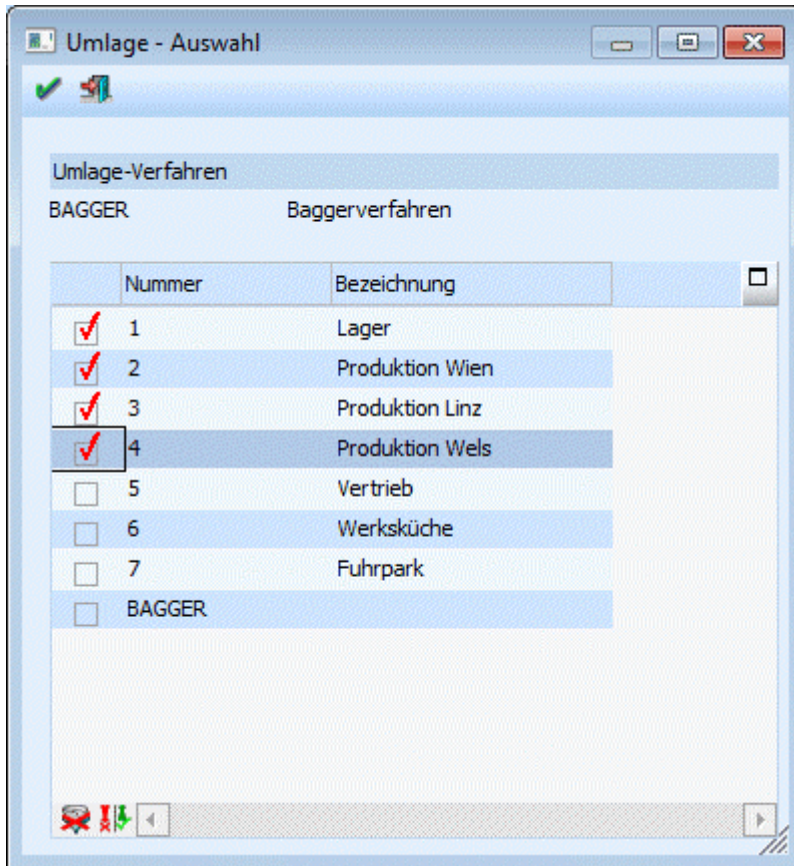 Umlage - Auswahl
Umlage-Verfahren
BAGGER Baggerverfahren
Nummer Bezeichnung
1 Lager
2 Produktion Wien
3 Produktion Linz
4 Produktion Wels
5 Vertrieb
6 Werksküche
7 Fuhrpark
BAGGER